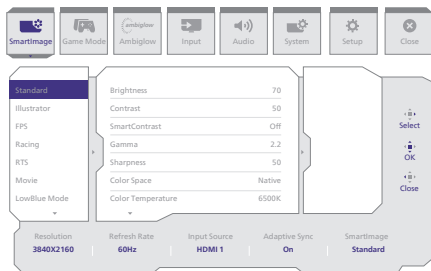 SmartImage
Game Mode
ambiglow
Ambiglow
Input
Audio
System
Setup
Close
Standard
Illustrator
FPS
Racing
RTS
Movie
LowBlue Mode
Brightness 70
Contrast 50
SmartContrast Off
Gamma 2.2
Sharpness 50
Color Space Native
Color Temperature 6500K
Select
OK
Close
Resolution Refresh Rate Input Source Adaptive Sync SmartImage
3840X2160 60Hz HDMI 1 On Standard